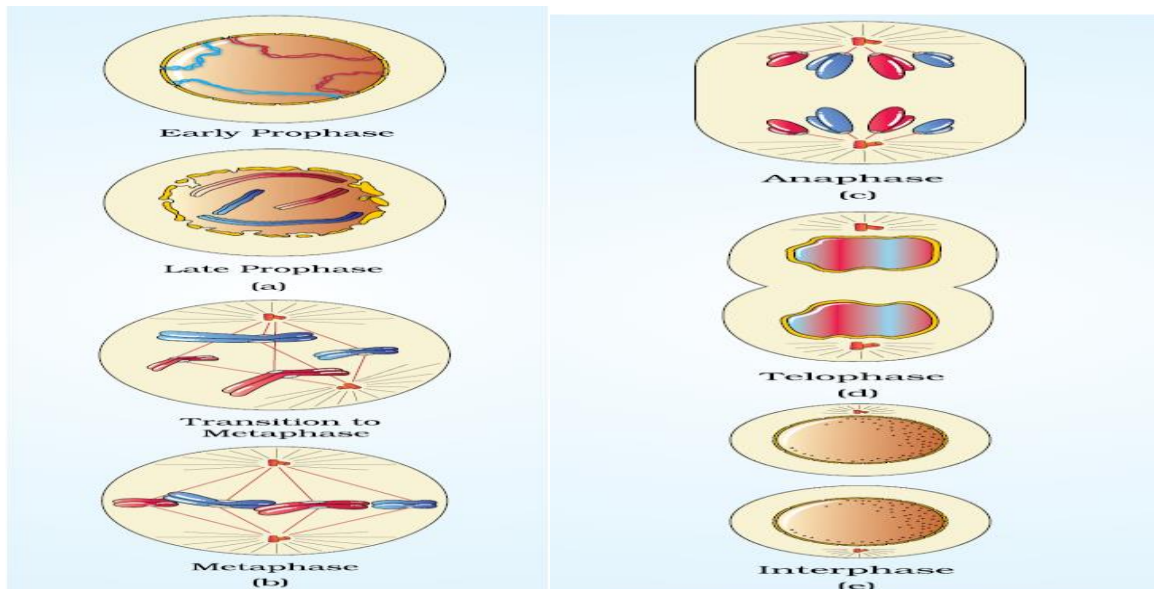 Early Prophase
Late Prophase
(a)
Transition to
Metaphase
Metaphase
(b)
Anaphase
(c)
Telophase
(d)
Interphase
(e)